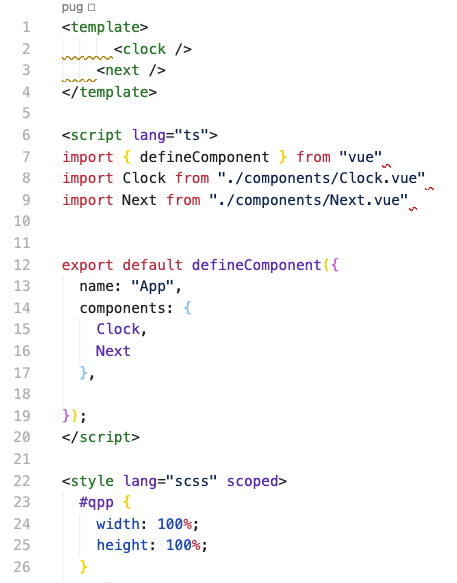 pug
1 <template>
2 <clock />
3 <next />
4 </template>
5
6 <script lang="ts">
7 import { defineComponent } from "vue"
8 import Clock from "./components/Clock.vue"
9 import Next from "./components/Next.vue"
10
11
12 export default defineComponent({
13 name: "App",
14 components: {
15 Clock,
16 Next
17 },
18
19 });
20 </script>
21
22 <style lang="scss" scoped>
23 #qpp {
24 width: 100%;
25 height: 100%;
26 }